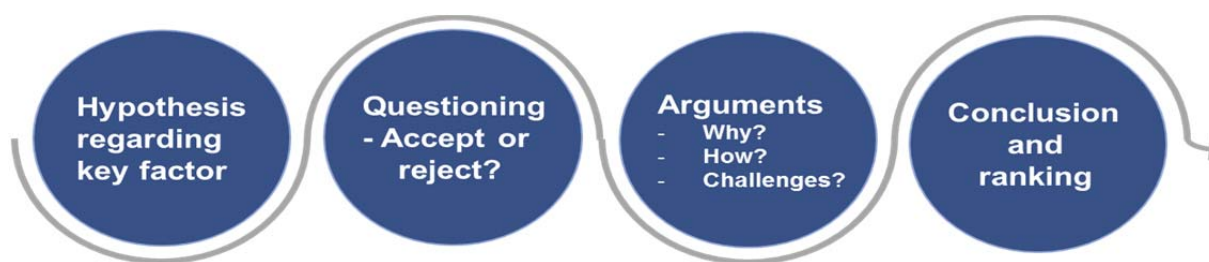 Hypothesis
regarding
key factor
Questioning
- Accept or
reject?
Arguments
- Why?
- How?
- Challenges?
Conclusion
and
ranking